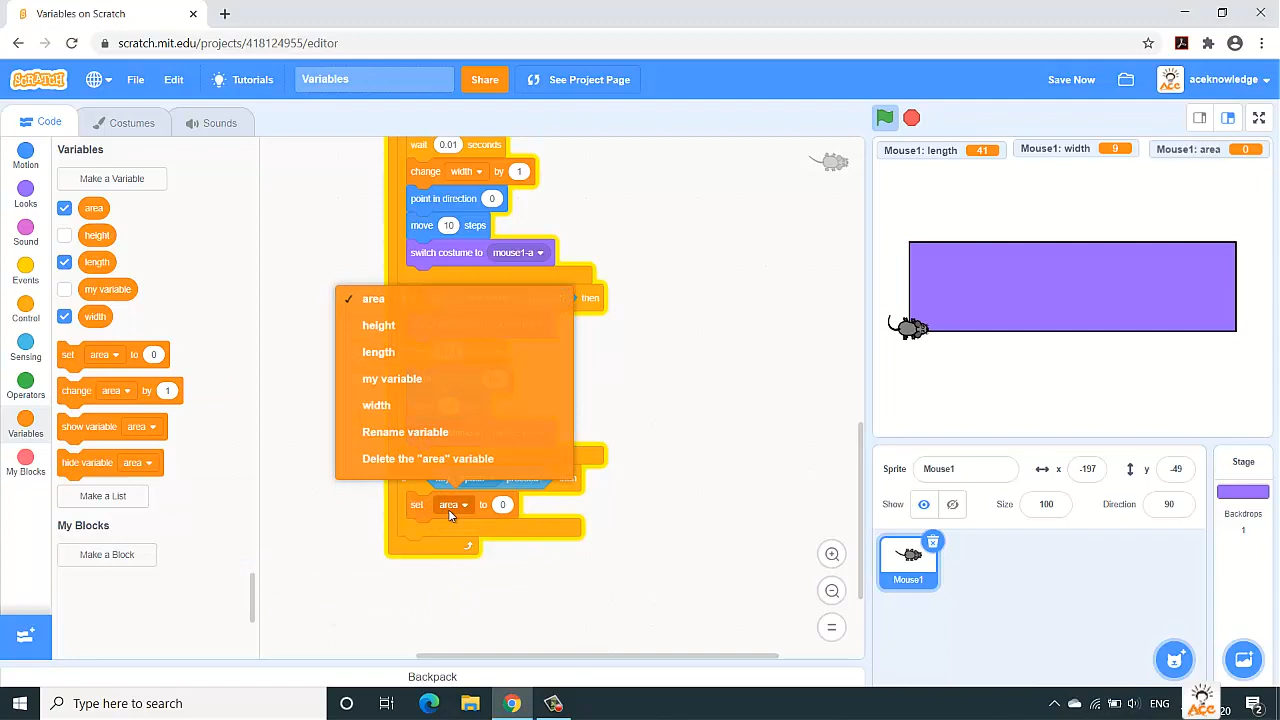 Variables on Scratch
scratch.mit.edu/projects/418124955/editor
SCRATCH
File
Edit
Tutorials
Variables
Share
See Project Page
Save Now
ACC
aceknowledge
Code
Costumes
Sounds
Motion
Looks
Sound
Events
Control
Sensing
Operators
Variables
My Blocks
Variables
Make a Variable
area
height
length
my variable
width
set area to 0
change area by 1
show variable area
hide variable area
Make a List
My Blocks
Make a Block
wait 0.01 seconds
change width by 1
point in direction 0
move 10 steps
switch costume to mouse1-a
then
✓ area
height
length
my variable
width
Rename variable
Delete the "area" variable
set area to 0
Backpack
Mouse1: length 41
Mouse1: width 9
Mouse1: area 0
Sprite Mouse1 x -197 y -49
Show Size 100 Direction 90
Mouse1
Stage
Backdrops
1
Type here to search
ENG
ACC
20
2